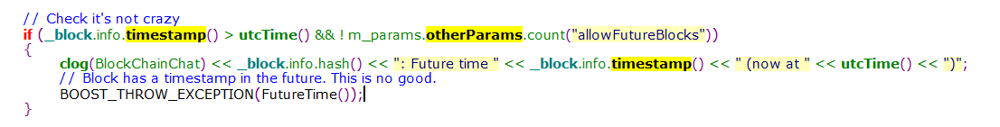 // Check it's not crazy
if (_block.info.timestamp() > utcTime() && ! m_params.otherParams.count("allowFutureBlocks"))
{
clog(BlockChainChat) << _block.info.hash() << ": Future time " << _block.info.timestamp() << " (now at " << utcTime() << ")";
// Block has a timestamp in the future. This is no good.
BOOST_THROW_EXCEPTION(FutureTime());
}